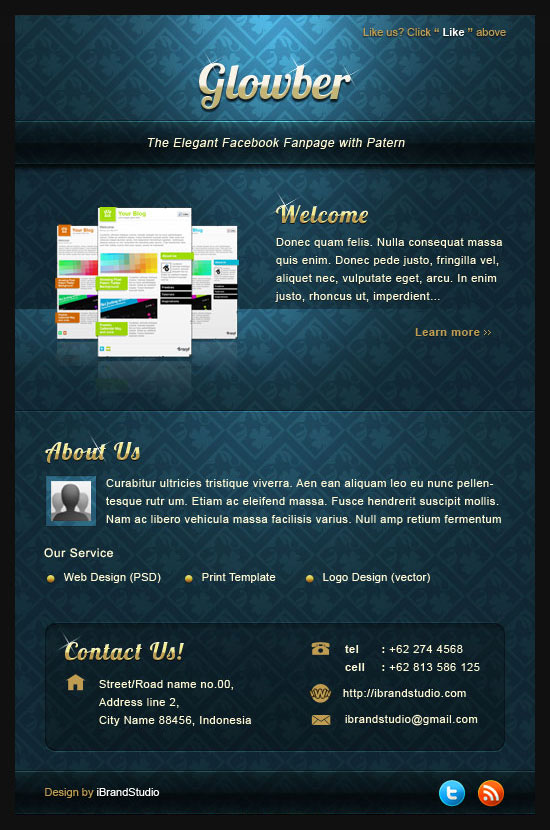 Like us? Click “ Like ” above
Glowber
The Elegant Facebook Fanpage with Patern
Your Blog
Welcome
Donec quam felis. Nulla consequat massa
quis enim. Donec pede justo, fringilla vel,
aliquet nec, vulputate eget, arcu. In enim
justo, rhoncus ut, imperdient...
Learn more ››
About Us
Curabitur ultricies tristique viverra. Aen ean aliquam leo eu nunc pellen-
tesque rutr um. Etiam ac eleifend massa. Fusce hendrerit suscipit mollis.
Nam ac libero vehicula massa facilisis varius. Null amp retium fermentum
Our Service
Web Design (PSD) Print Template Logo Design (vector)
Contact Us!
Street/Road name no.00,
Address line 2,
City Name 88456, Indonesia
tel : +62 274 4568
cell : +62 813 586 125
http://ibrandstudio.com
ibrandstudio@gmail.com
Design by iBrandStudio